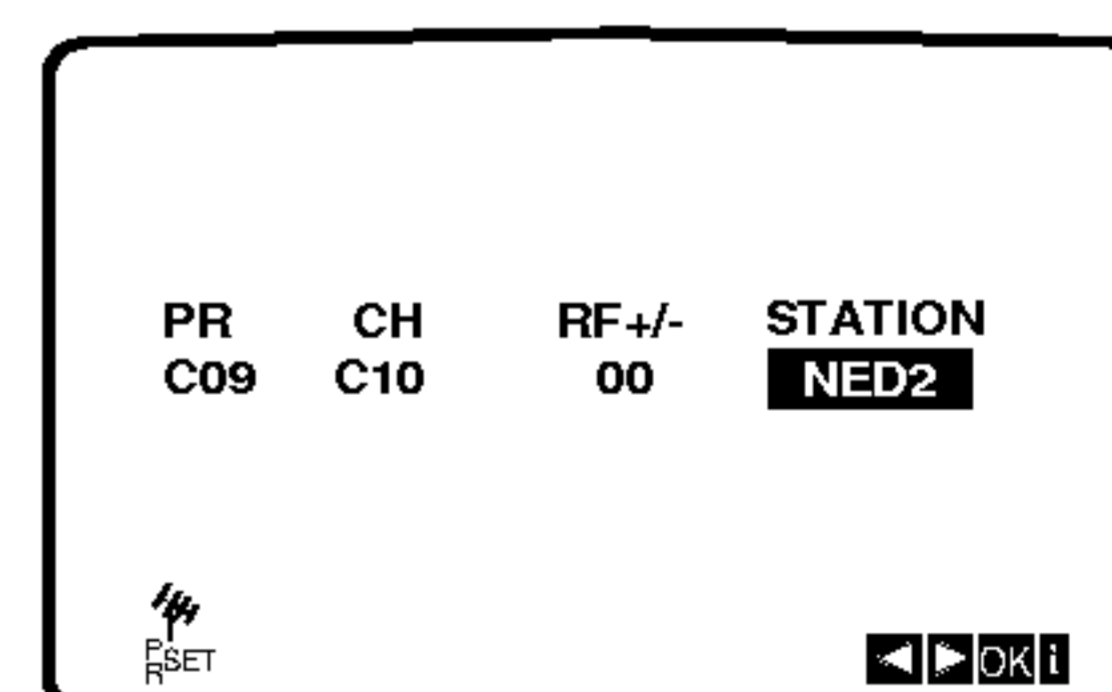 PR CH RF+/- STATION
C09 C10 00 NED2
PR SET
◀ ▶ OK i